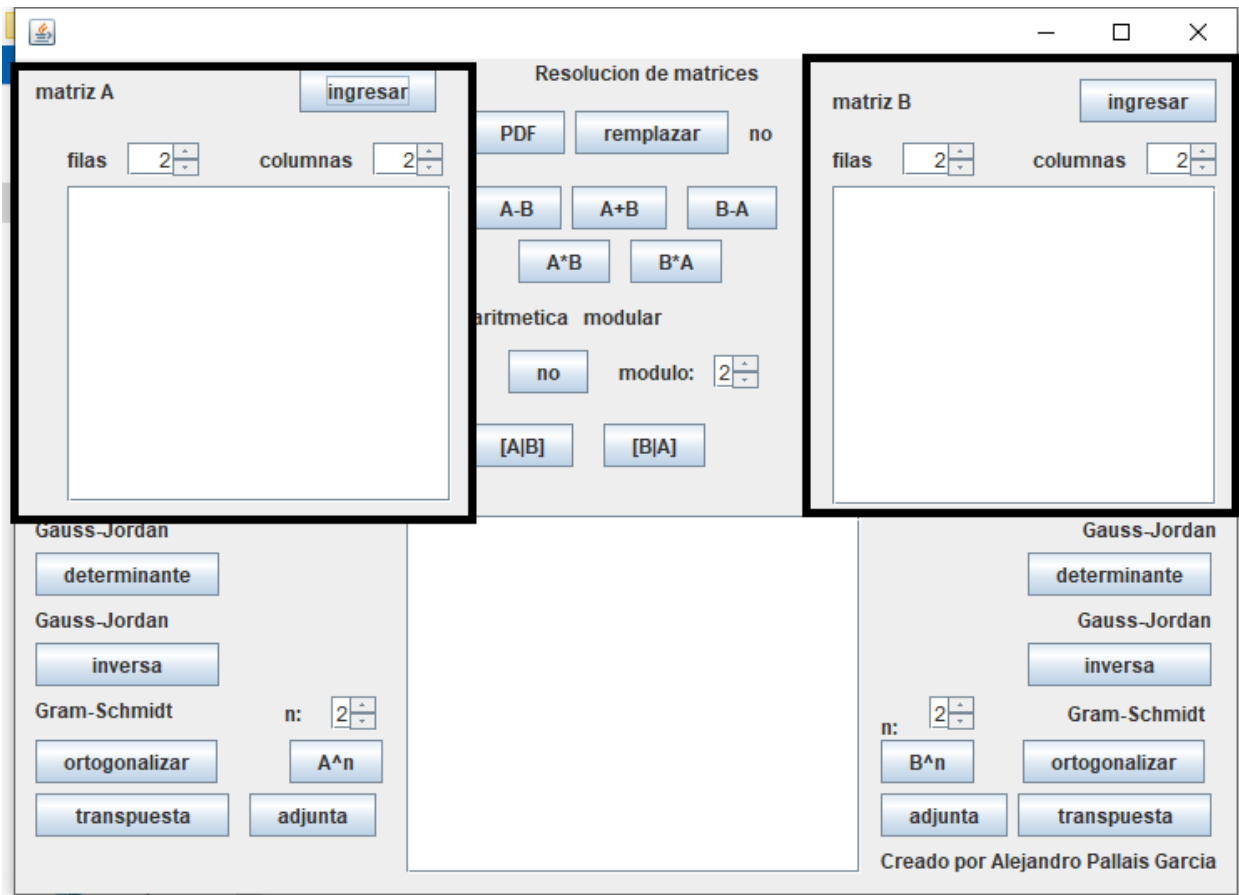 Resolucion de matrices
matriz A ingresar
matriz B ingresar
PDF remplazar no
filas 2 columnas 2
filas 2 columnas 2
A-B A+B B-A
A*B B*A
aritmetica modular
no modulo: 2
[A|B] [B|A]
Gauss-Jordan
determinante
Gauss-Jordan
inversa
Gram-Schmidt n: 2
ortogonalizar A^n
transpuesta adjunta
Gauss-Jordan
determinante
Gauss-Jordan
inversa
n: 2 Gram-Schmidt
B^n ortogonalizar
adjunta transpuesta
Creado por Alejandro Pallais Garcia